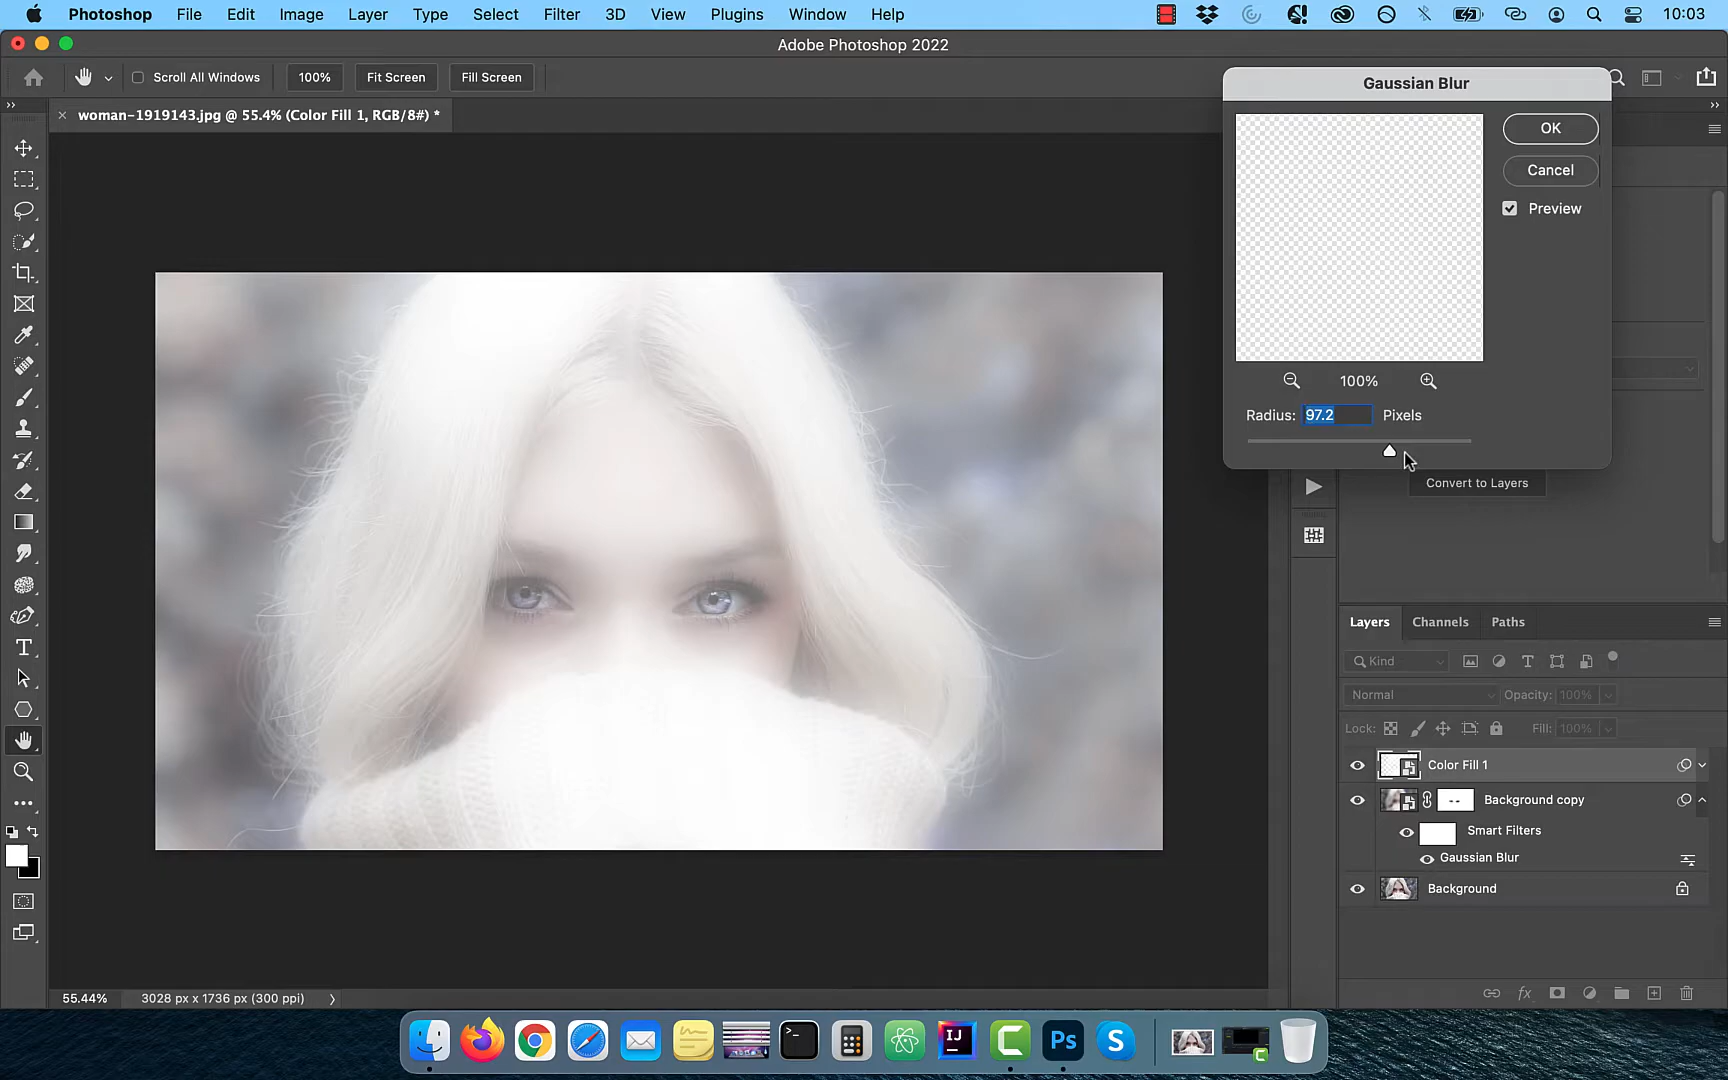 Photoshop File Edit Image Layer Type Select Filter 3D View Plugins Window Help 10:03
Adobe Photoshop 2022
Scroll All Windows 100% Fit Screen Fill Screen
woman-1919143.jpg @ 55.4% (Color Fill 1, RGB/8#) *
Gaussian Blur
OK
Cancel
Preview
100%
Radius: 97.2 Pixels
Convert to Layers
Layers Channels Paths
Kind
Normal Opacity: 100%
Lock: Fill: 100%
Color Fill 1
Background copy
Smart Filters
Gaussian Blur
Background
fx
55.44% 3028 px x 1736 px (300 ppi)
IJ
C
Ps
S